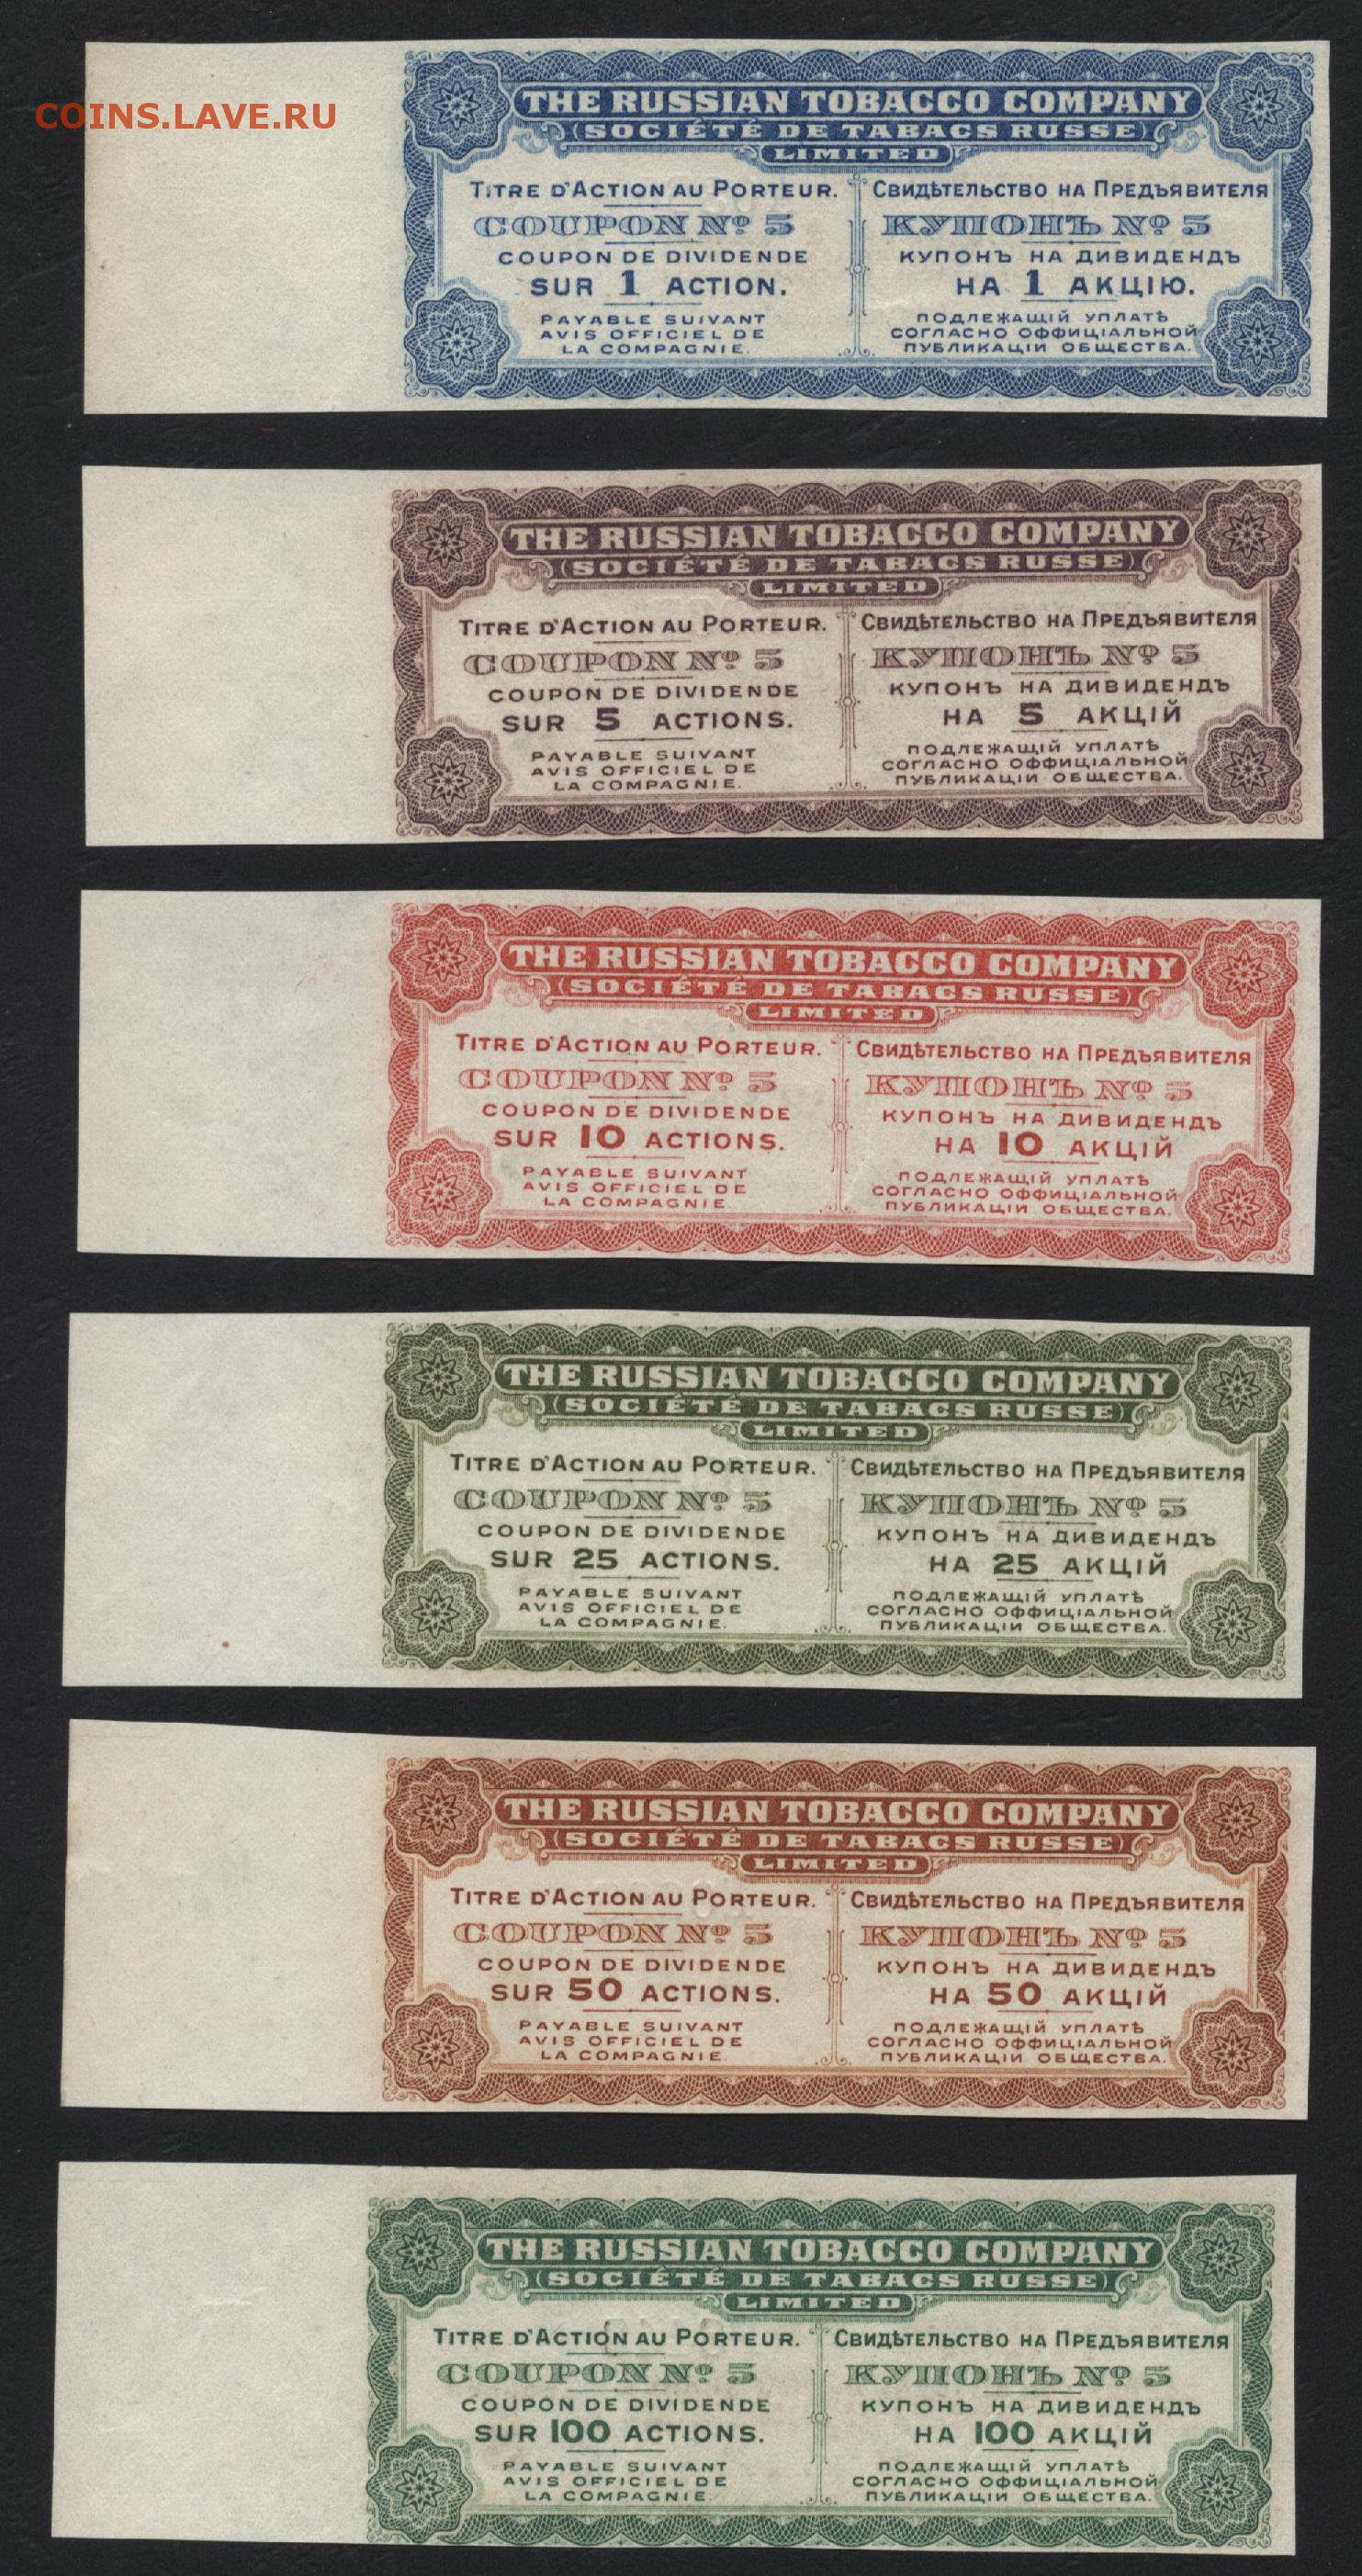 COINS.LAVE.RU
THE RUSSIAN TOBACCO COMPANY
(SOCIÉTÉ DE TABACS RUSSE)
LIMITED
TITRE D'ACTION AU PORTEUR.
COUPON Nº 5
COUPON DE DIVIDENDE
SUR 1 ACTION.
PAYABLE SUIVANT
AVIS OFFICIEL DE
LA COMPAGNIE.
СВИДѢТЕЛЬСТВО НА ПРЕДЪЯВИТЕЛЯ
КУПОНЪ Nº 5
КУПОНЪ НА ДИВИДЕНДЪ
НА 1 АКЦІЮ.
ПОДЛЕЖАЩІЙ УПЛАТѢ
СОГЛАСНО ОФФИЦІАЛЬНОЙ
ПУБЛИКАЦІИ ОБЩЕСТВА.
THE RUSSIAN TOBACCO COMPANY
(SOCIÉTÉ DE TABACS RUSSE)
LIMITED
TITRE D'ACTION AU PORTEUR.
COUPON Nº 5
COUPON DE DIVIDENDE
SUR 5 ACTIONS.
PAYABLE SUIVANT
AVIS OFFICIEL DE
LA COMPAGNIE.
СВИДѢТЕЛЬСТВО НА ПРЕДЪЯВИТЕЛЯ
КУПОНЪ Nº 5
КУПОНЪ НА ДИВИДЕНДЪ
НА 5 АКЦІЙ
ПОДЛЕЖАЩІЙ УПЛАТѢ
СОГЛАСНО ОФФИЦІАЛЬНОЙ
ПУБЛИКАЦІИ ОБЩЕСТВА.
THE RUSSIAN TOBACCO COMPANY
(SOCIÉTÉ DE TABACS RUSSE)
LIMITED
TITRE D'ACTION AU PORTEUR.
COUPON Nº 5
COUPON DE DIVIDENDE
SUR 10 ACTIONS.
PAYABLE SUIVANT
AVIS OFFICIEL DE
LA COMPAGNIE
СВИДѢТЕЛЬСТВО НА ПРЕДЪЯВИТЕЛЯ
КУПОНЪ Nº 5
КУПОНЪ НА ДИВИДЕНДЪ
НА 10 АКЦІЙ
ПОДЛЕЖАЩІЙ УПЛАТѢ
СОГЛАСНО ОФФИЦІАЛЬНОЙ
ПУБЛИКАЦІИ ОБЩЕСТВА.
THE RUSSIAN TOBACCO COMPANY
(SOCIÉTÉ DE TABACS RUSSE)
LIMITED
TITRE D'ACTION AU PORTEUR.
COUPON Nº 5
COUPON DE DIVIDENDE
SUR 25 ACTIONS.
PAYABLE SUIVANT
AVIS OFFICIEL DE
LA COMPAGNIE.
СВИДѢТЕЛЬСТВО НА ПРЕДЪЯВИТЕЛЯ
КУПОНЪ Nº 5
КУПОНЪ НА ДИВИДЕНДЪ
НА 25 АКЦІЙ
ПОДЛЕЖАЩІЙ УПЛАТѢ
СОГЛАСНО ОФФИЦІАЛЬНОЙ
ПУБЛИКАЦІИ ОБЩЕСТВА.
THE RUSSIAN TOBACCO COMPANY
(SOCIÉTÉ DE TABACS RUSSE)
LIMITED
TITRE D'ACTION AU PORTEUR.
COUPON Nº 5
COUPON DE DIVIDENDE
SUR 50 ACTIONS.
PAYABLE SUIVANT
AVIS OFFICIEL DE
LA COMPAGNIE.
СВИДѢТЕЛЬСТВО НА ПРЕДЪЯВИТЕЛЯ
КУПОНЪ Nº 5
КУПОНЪ НА ДИВИДЕНДЪ
НА 50 АКЦІЙ
ПОДЛЕЖАЩІЙ УПЛАТѢ
СОГЛАСНО ОФФИЦІАЛЬНОЙ
ПУБЛИКАЦІИ ОБЩЕСТВА.
THE RUSSIAN TOBACCO COMPANY
(SOCIÉTÉ DE TABACS RUSSE)
LIMITED
TITRE D'ACTION AU PORTEUR.
COUPON Nº 5
COUPON DE DIVIDENDE
SUR 100 ACTIONS.
PAYABLE SUIVANT
AVIS OFFICIEL DE
LA COMPAGNIE.
СВИДѢТЕЛЬСТВО НА ПРЕДЪЯВИТЕЛЯ
КУПОНЪ Nº 5
КУПОНЪ НА ДИВИДЕНДЪ
НА 100 АКЦІЙ
ПОДЛЕЖАЩІЙ УПЛАТѢ
СОГЛАСНО ОФФИЦІАЛЬНОЙ
ПУБЛИКАЦІИ ОБЩЕСТВА.